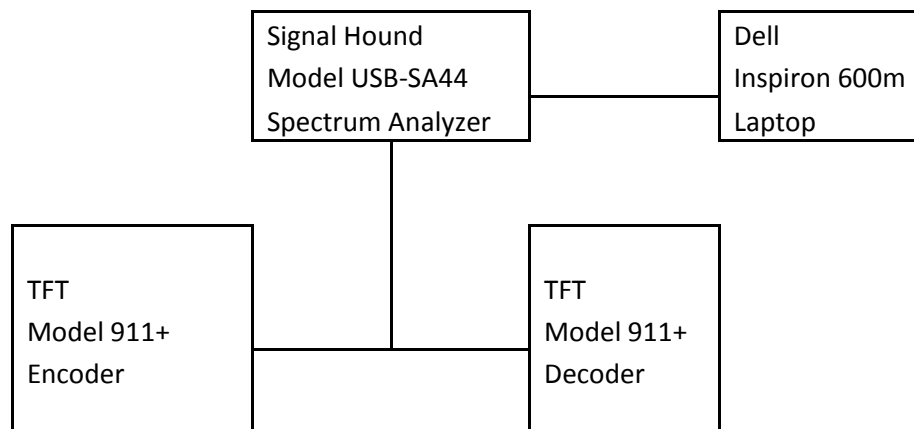 Signal Hound
Model USB-SA44
Spectrum Analyzer
Dell
Inspiron 600m
Laptop
TFT
Model 911+
Encoder
TFT
Model 911+
Decoder